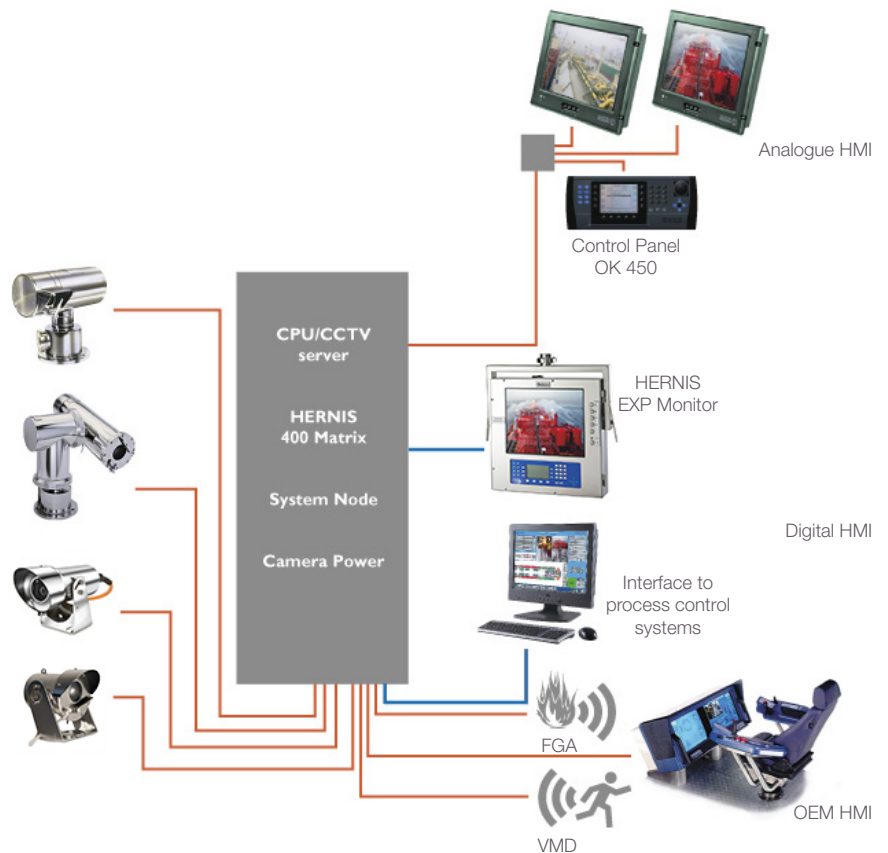 Analogue HMI
Control Panel
OK 450
CPU/CCTV
server
HERNIS
400 Matrix
System Node
Camera Power
HERNIS
EXP Monitor
Digital HMI
Interface to
process control
systems
FGA
OEM HMI
VMD